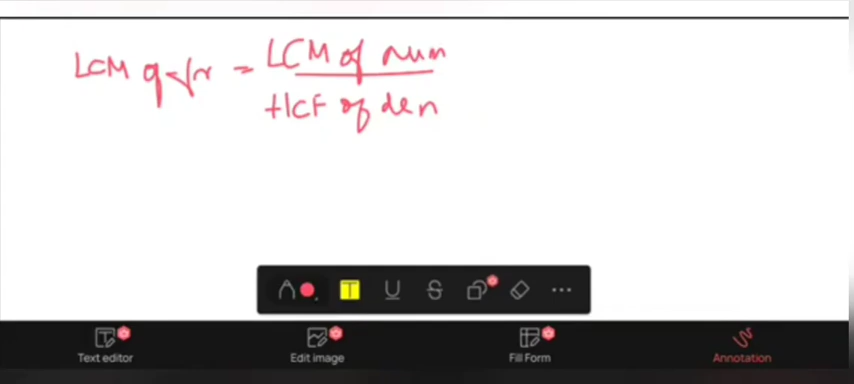 LCM of fr = LCM of num
HCF of den
T U S
Text editor
Edit image
Fill Form
Annotation